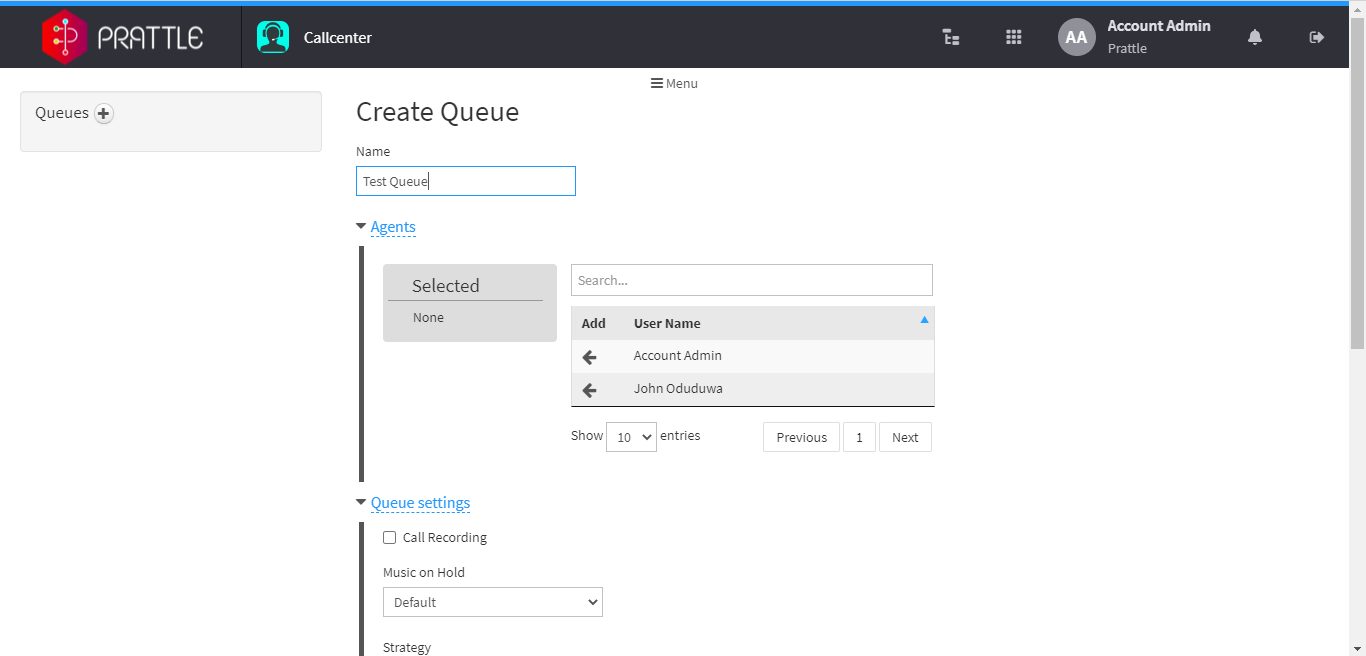 PRATTLE
Callcenter
AA
Account Admin
Prattle
Menu
Queues
Create Queue
Name
Test Queue
Agents
Selected
None
Search...
Add User Name
Account Admin
John Oduduwa
Show 10 entries
Previous 1 Next
Queue settings
Call Recording
Music on Hold
Default
Strategy